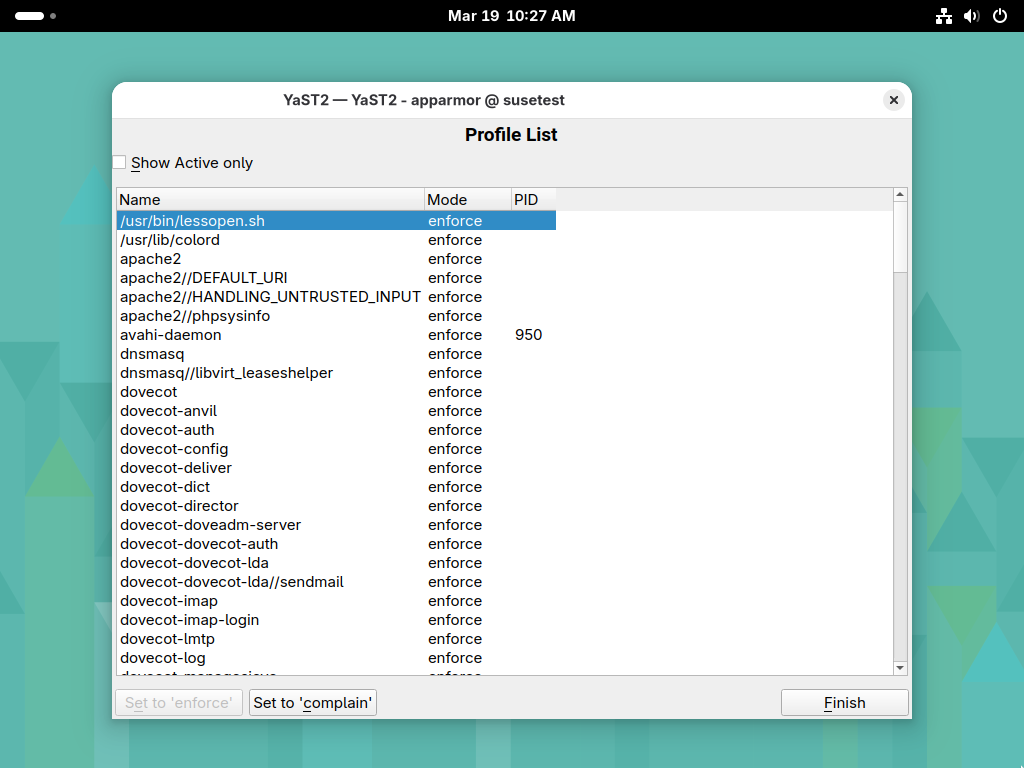 Mar 19 10:27 AM
YaST2 — YaST2 - apparmor @ susetest
Profile List
Show Active only
Name Mode PID
/usr/bin/lessopen.sh enforce
/usr/lib/colord enforce
apache2 enforce
apache2//DEFAULT_URI enforce
apache2//HANDLING_UNTRUSTED_INPUT enforce
apache2//phpsysinfo enforce
avahi-daemon enforce 950
dnsmasq enforce
dnsmasq//libvirt_leaseshelper enforce
dovecot enforce
dovecot-anvil enforce
dovecot-auth enforce
dovecot-config enforce
dovecot-deliver enforce
dovecot-dict enforce
dovecot-director enforce
dovecot-doveadm-server enforce
dovecot-dovecot-auth enforce
dovecot-dovecot-lda enforce
dovecot-dovecot-lda//sendmail enforce
dovecot-imap enforce
dovecot-imap-login enforce
dovecot-lmtp enforce
dovecot-log enforce
Set to 'enforce' Set to 'complain' Finish